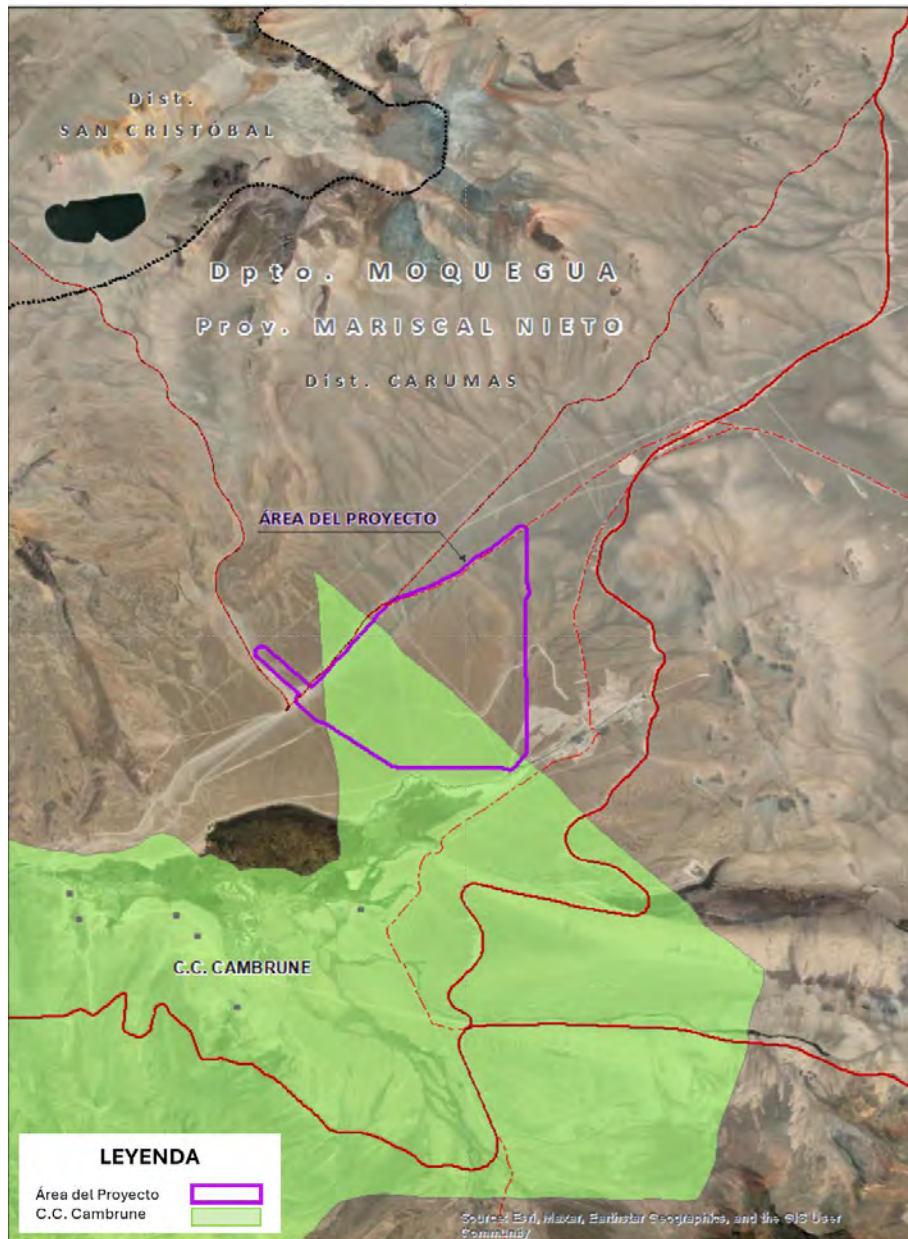 Dist.
SAN CRISTÓBAL
Dpto. MOQUEGUA
Prov. MARISCAL NIETO
Dist. CARUMAS
ÁREA DEL PROYECTO
C.C. CAMBRUNE
LEYENDA
Área del Proyecto
C.C. Cambrune
Source: Esri, Maxar, Earthstar Geographics, and the GIS User
Community